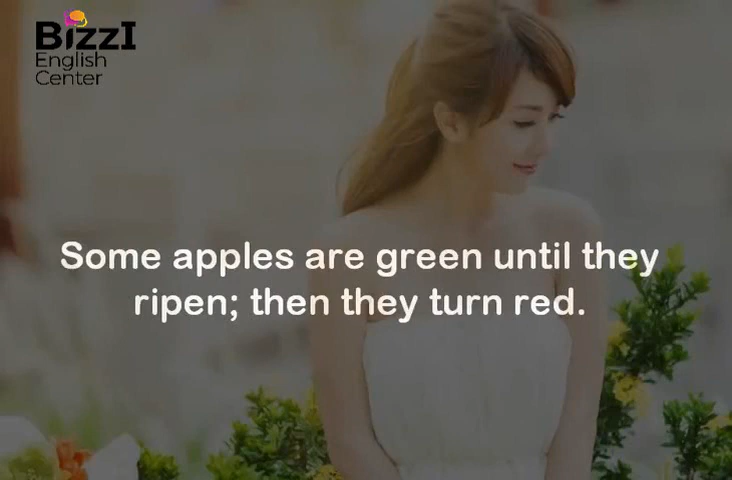 BIzzI
English
Center
Some apples are green until they
ripen; then they turn red.